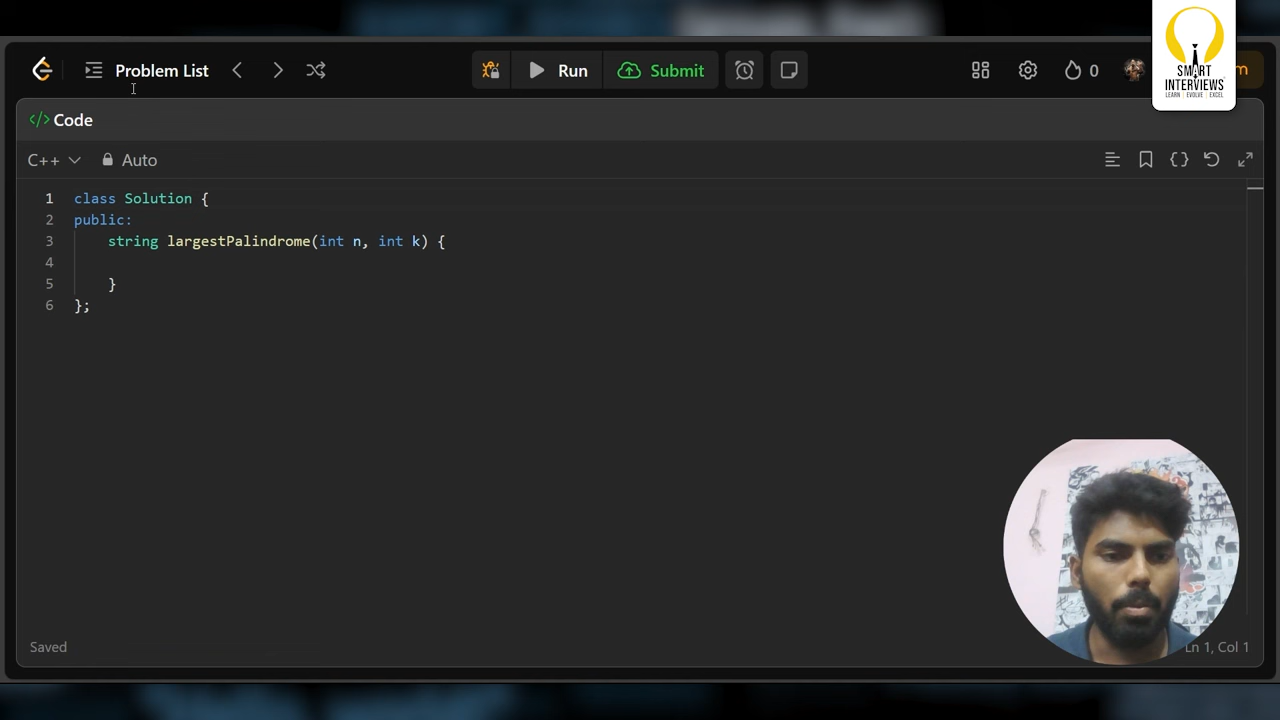 Problem List
Run
Submit
0
m
SMART
INTERVIEWS
LEARN | EVOLVE | EXCEL
</> Code
C++
Auto
1 class Solution {
2 public:
3 string largestPalindrome(int n, int k) {
4
5 }
6 };
Saved
Ln 1, Col 1